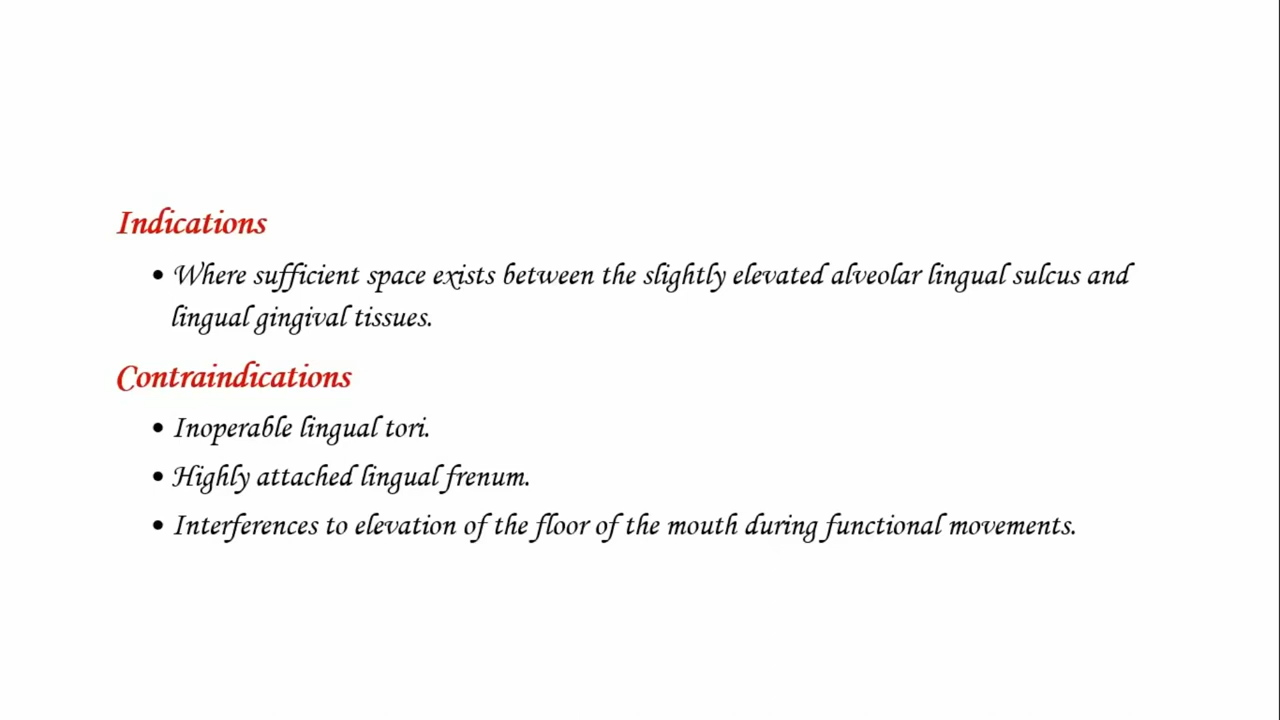 Indications
• Where sufficient space exists between the slightly elevated alveolar lingual sulcus and
lingual gingival tissues.
Contraindications
• Inoperable lingual tori.
• Highly attached lingual frenum.
• Interferences to elevation of the floor of the mouth during functional movements.